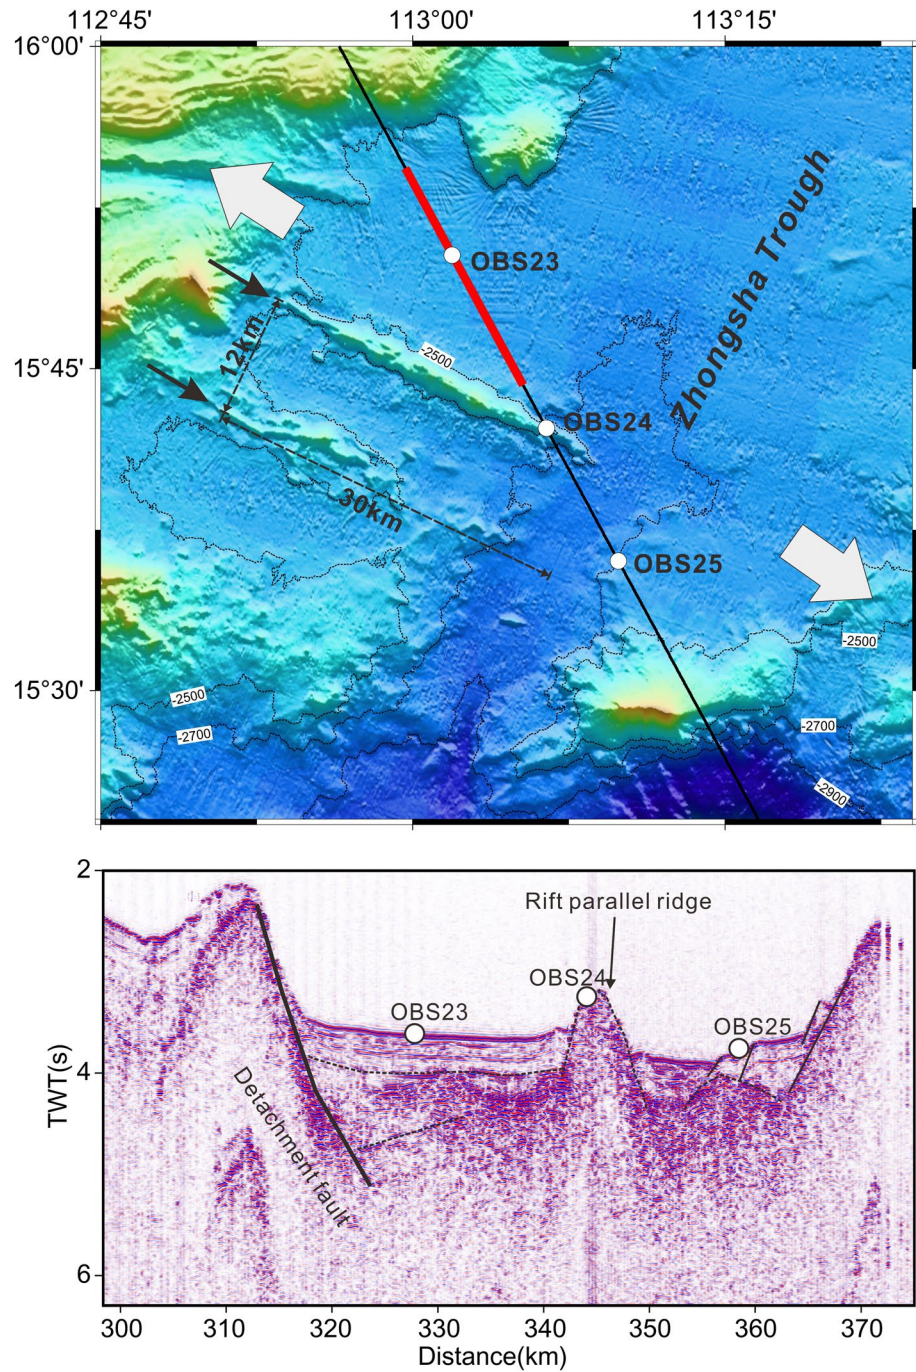 112°45'
113°00'
113°15'
16°00'
Zhongsha Trough
OBS23
12km
-2500
15°45'
OBS24
30km
OBS25
-2500
15°30'
-2500
-2700
-2700
-2900
2
Rift parallel ridge
OBS24
OBS23
OBS25
4
TWT(s)
Detachment fault
6
300
310
320
330
340
350
360
370
Distance(km)